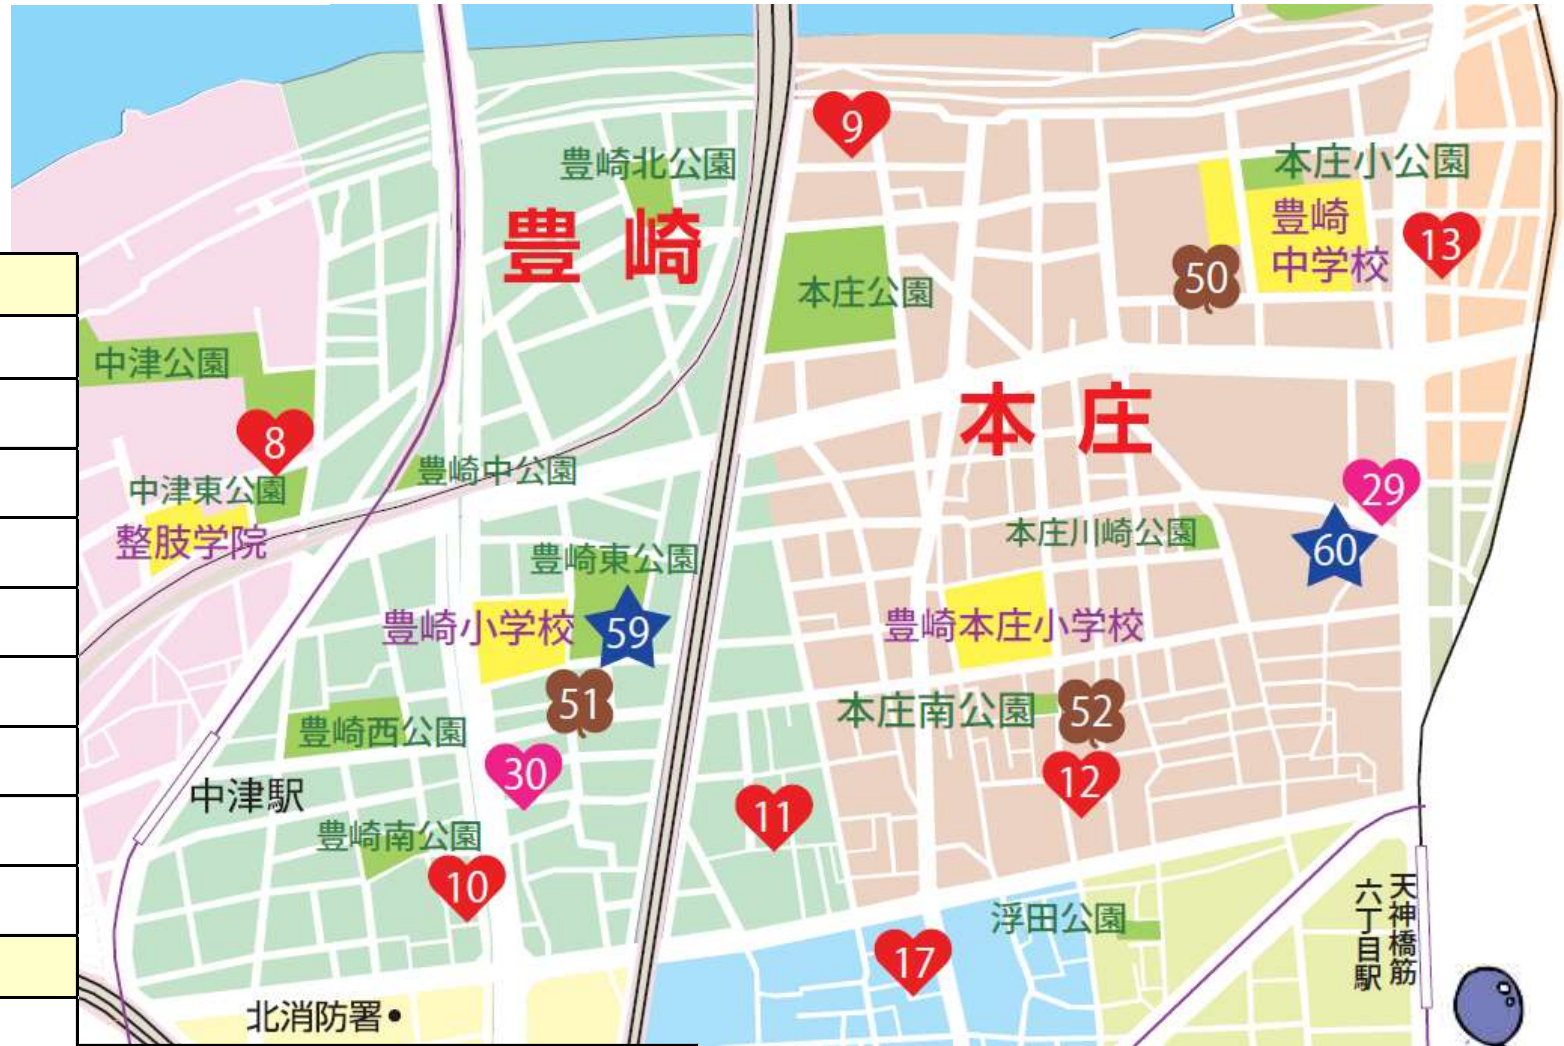 9
豊崎北公園
本庄小公園
豊崎
中学校
豊崎
13
50
本庄公園
中津公園
本庄
8
豊崎中公園
29
中津東公園
整肢学院
本庄川崎公園
60
豊崎東公園
豊崎小学校
59
豊崎本庄小学校
51
本庄南公園
52
豊崎西公園
30
12
中津駅
11
豊崎南公園
10
浮田公園
天神橋筋
六丁目駅
17
北消防署●